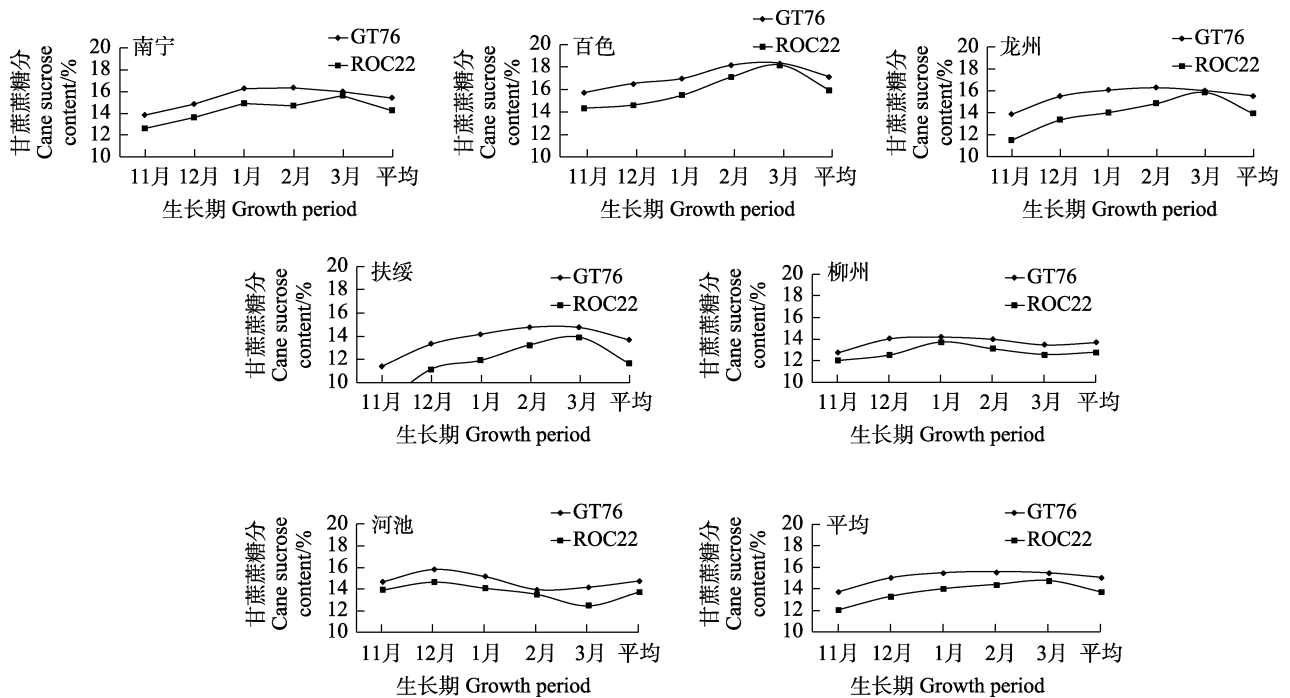 南宁
GT76
ROC22
甘蔗蔗糖分
Cane sucrose
content/%
20
18
16
14
12
10
11月 12月 1月 2月 3月 平均
生长期 Growth period
百色
GT76
ROC22
甘蔗蔗糖分
Cane sucrose
content/%
20
18
16
14
12
10
11月 12月 1月 2月 3月 平均
生长期 Growth period
龙州
GT76
ROC22
甘蔗蔗糖分
Cane sucrose
content/%
20
18
16
14
12
10
11月 12月 1月 2月 3月 平均
生长期 Growth period
扶绥
GT76
ROC22
甘蔗蔗糖分
Cane sucrose
content/%
20
18
16
14
12
10
11月 12月 1月 2月 3月 平均
生长期 Growth period
柳州
GT76
ROC22
甘蔗蔗糖分
Cane sucrose
content/%
20
18
16
14
12
10
11月 12月 1月 2月 3月 平均
生长期 Growth period
河池
GT76
ROC22
甘蔗蔗糖分
Cane sucrose
content/%
20
18
16
14
12
10
11月 12月 1月 2月 3月 平均
生长期 Growth period
平均
GT76
ROC22
甘蔗蔗糖分
Cane sucrose
content/%
20
18
16
14
12
10
11月 12月 1月 2月 3月 平均
生长期 Growth period